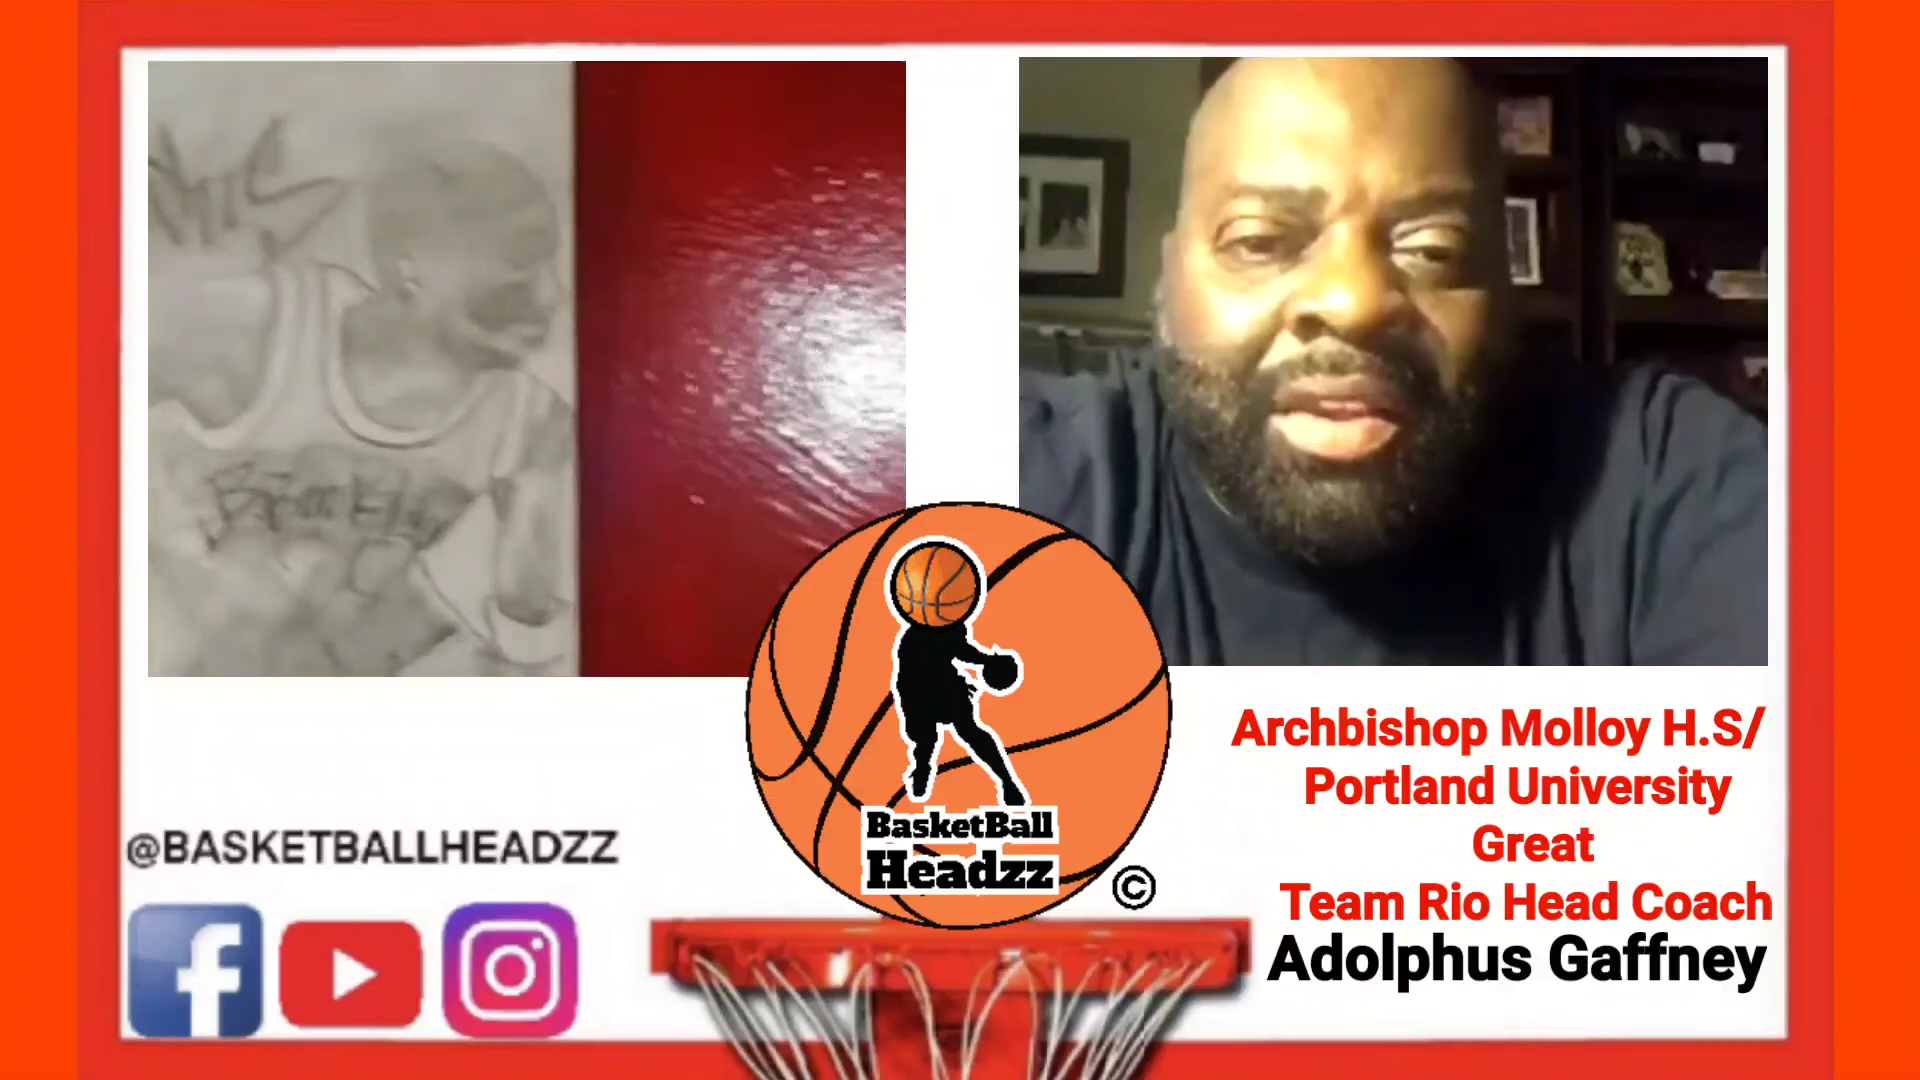 @BASKETBALLHEADZZ
BasketBall
Headzz
©
Archbishop Molloy H.S/
Portland University
Great
Team Rio Head Coach
Adolphus Gaffney